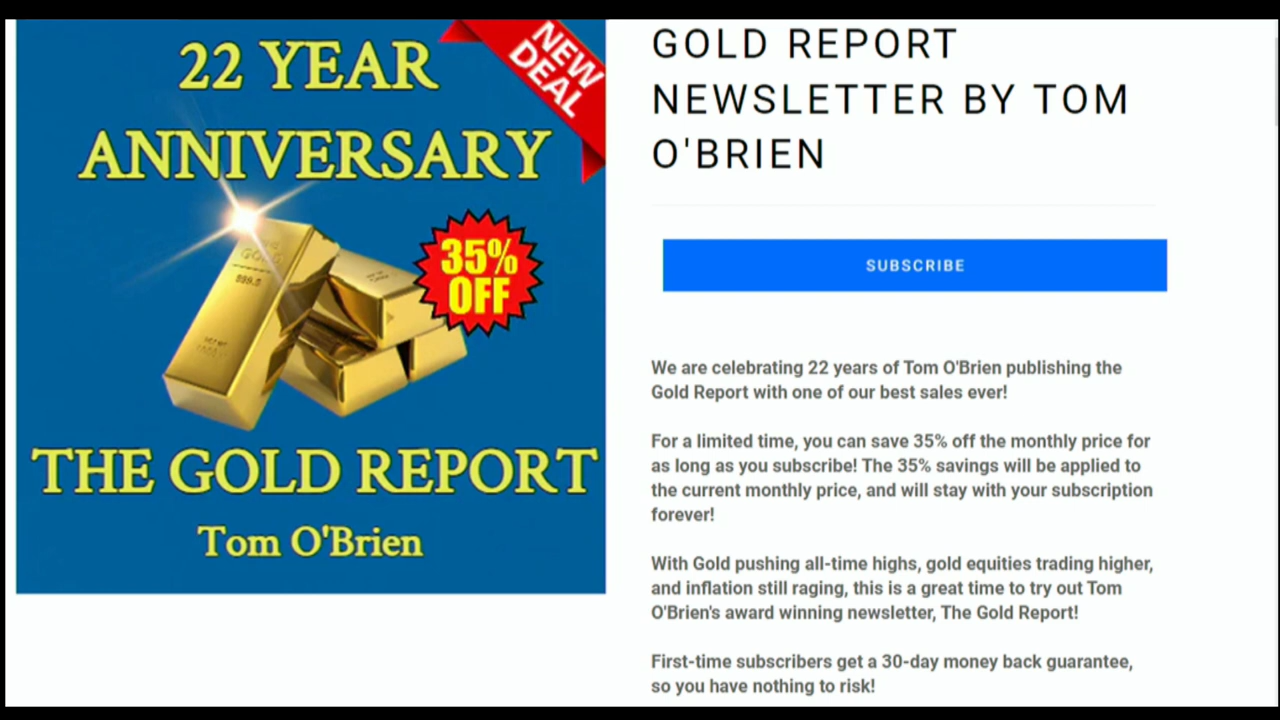 22 YEAR
ANNIVERSARY
NEW
DEAL
GOLD
999.9
35%
OFF
THE GOLD REPORT
Tom O'Brien
GOLD REPORT
NEWSLETTER BY TOM
O'BRIEN
SUBSCRIBE
We are celebrating 22 years of Tom O'Brien publishing the
Gold Report with one of our best sales ever!
For a limited time, you can save 35% off the monthly price for
as long as you subscribe! The 35% savings will be applied to
the current monthly price, and will stay with your subscription
forever!
With Gold pushing all-time highs, gold equities trading higher,
and inflation still raging, this is a great time to try out Tom
O'Brien's award winning newsletter, The Gold Report!
First-time subscribers get a 30-day money back guarantee,
so you have nothing to risk!